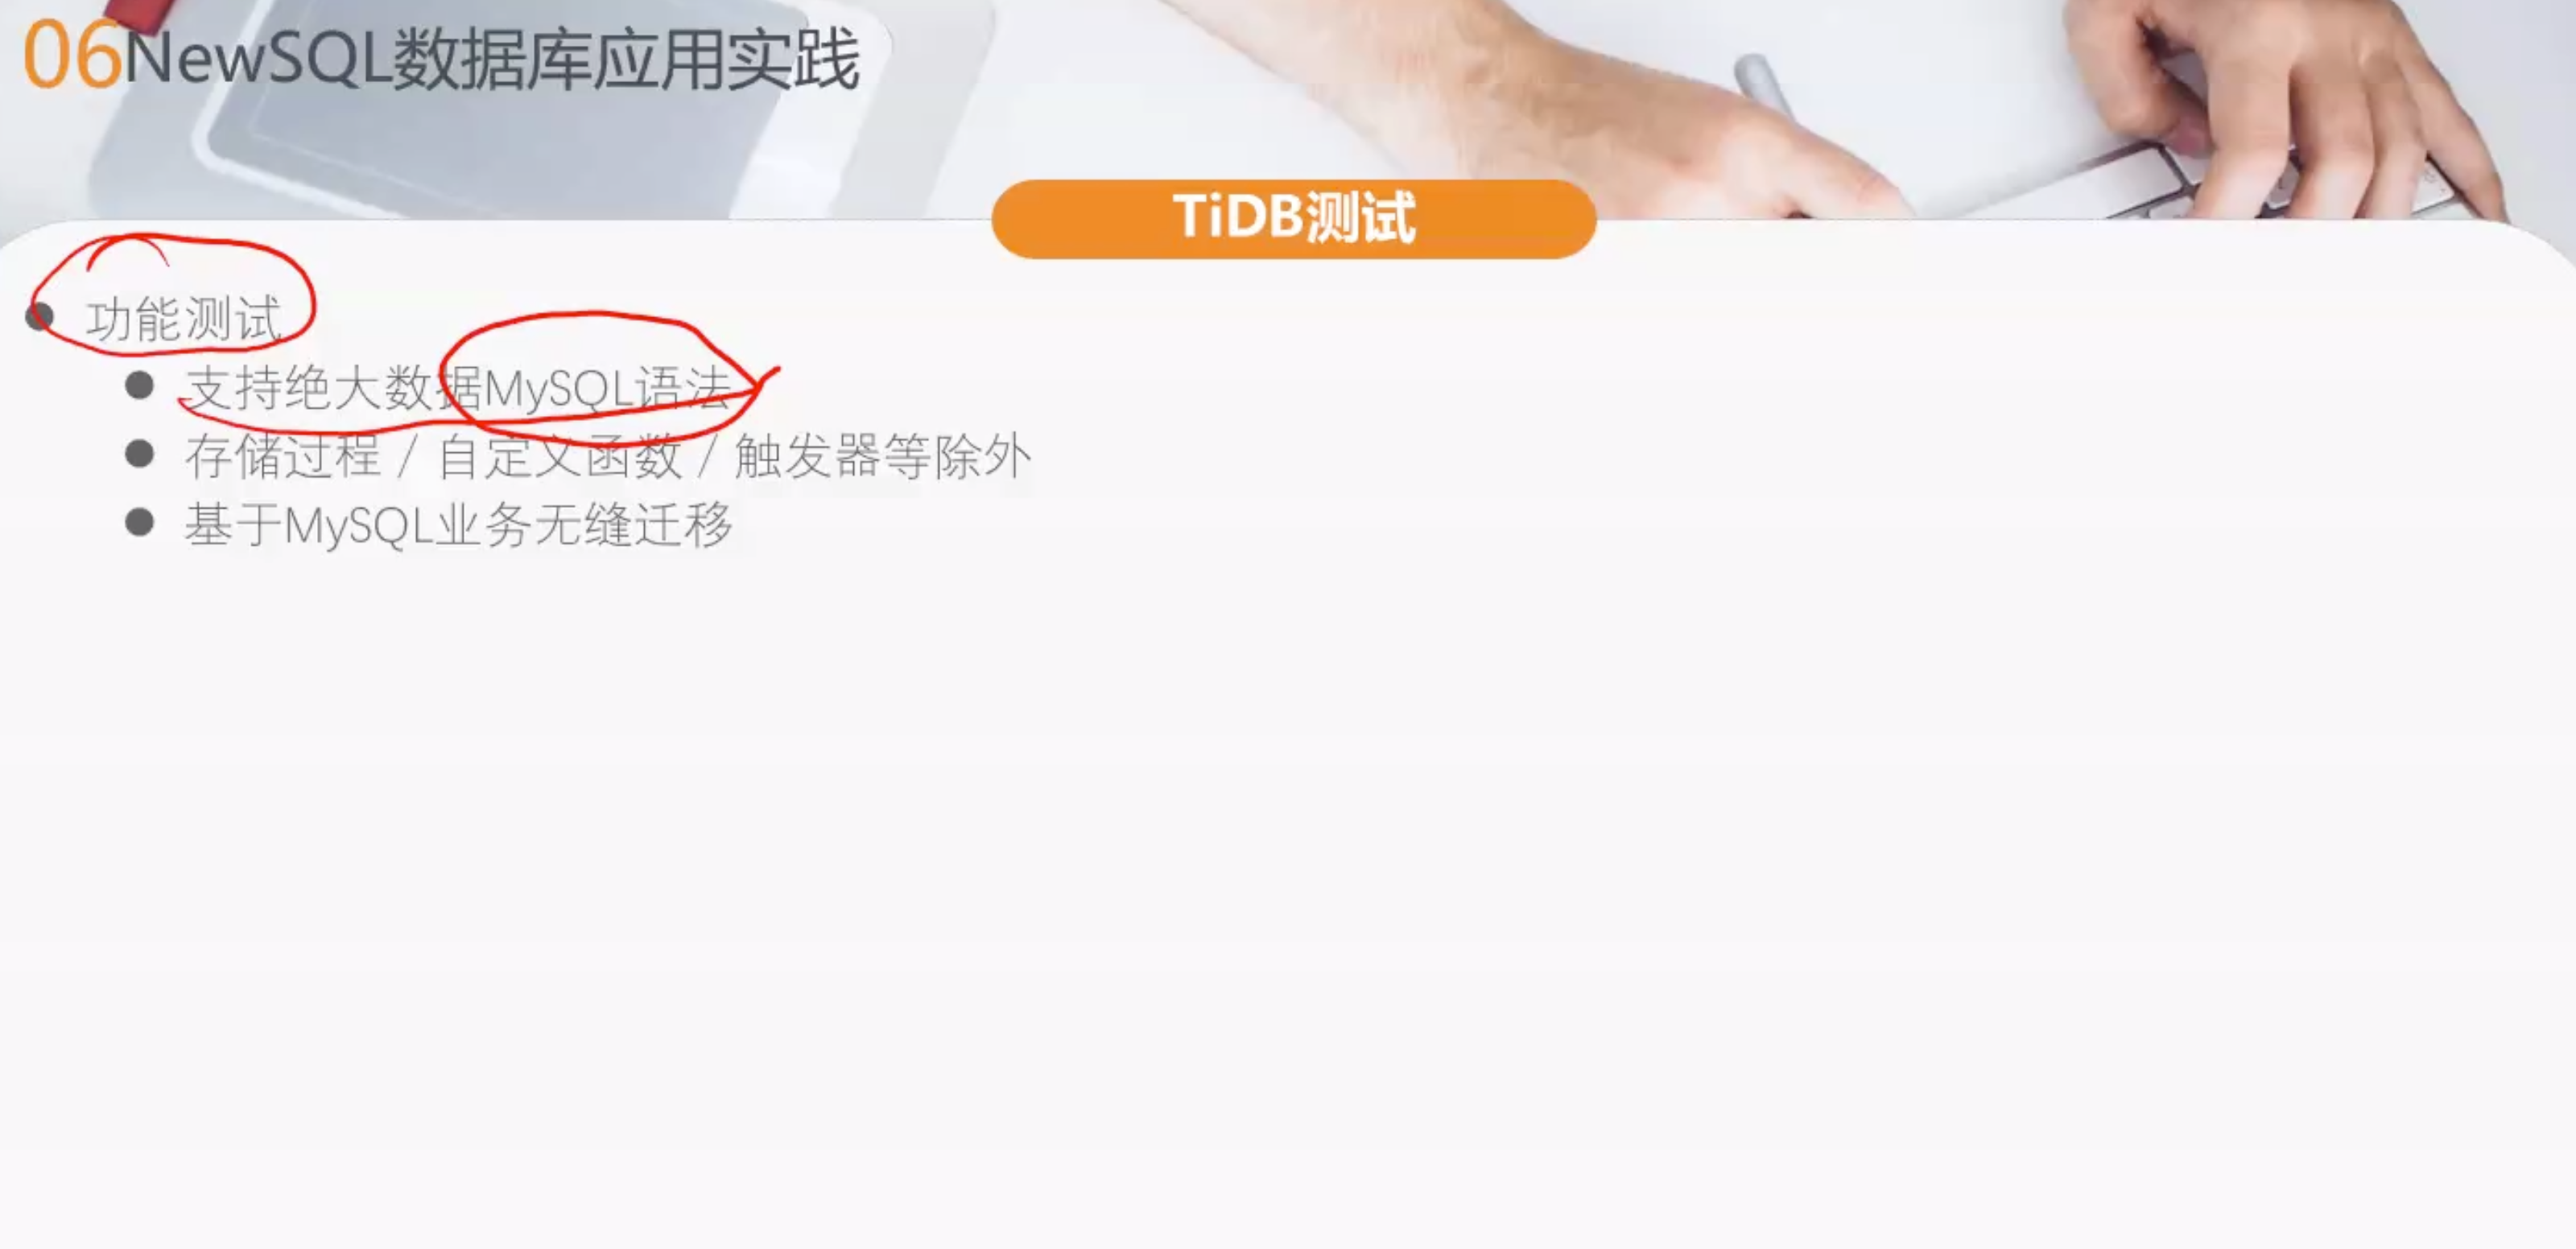 06NewSQL数据库应用实践
TiDB测试
功能测试
支持绝大数据MySQL语法
存储过程 / 自定义函数 / 触发器等除外
基于MySQL业务无缝迁移